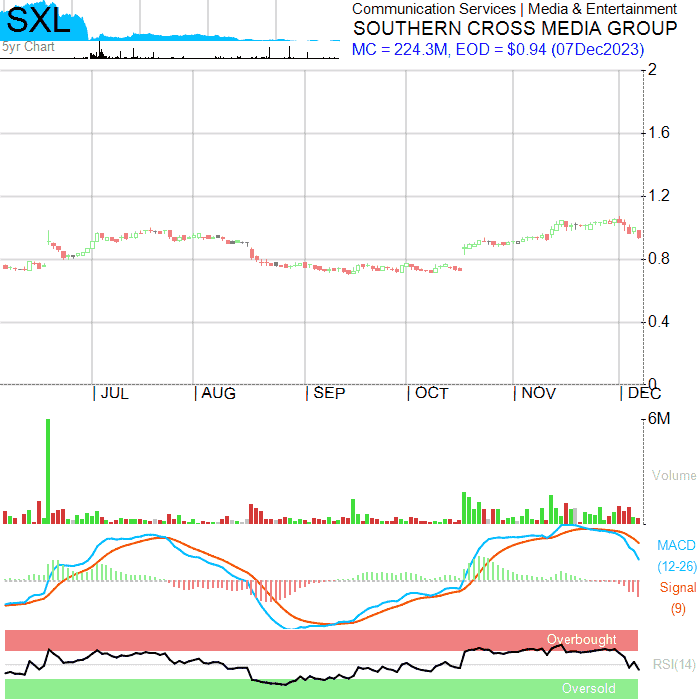 SXL
5yr Chart
Communication Services | Media & Entertainment
SOUTHERN CROSS MEDIA GROUP
MC = 224.3M, EOD = $0.94 (07Dec2023)
2
1.6
1.2
0.8
0.4
0
| JUL | AUG | SEP | OCT | NOV | DEC
6M
Volume
MACD
(12-26)
Signal
(9)
Overbought
RSI(14)
Oversold